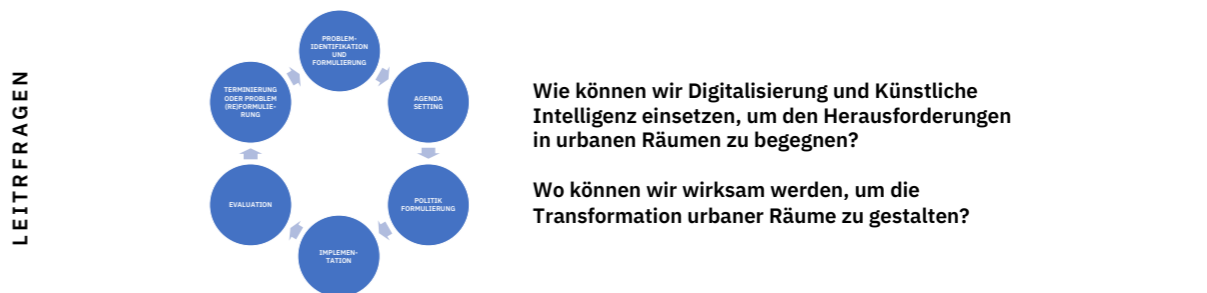 LEITRFRAGEN
PROBLEM-
IDENTIFIKATION
UND
FORMULIERUNG
AGENDA
SETTING
POLITIK
FORMULIERUNG
IMPLEMEN-
TATION
EVALUATION
TERMINIERUNG
ODER PROBLEM
(RE)FORMULIE-
RUNG
Wie können wir Digitalisierung und Künstliche
Intelligenz einsetzen, um den Herausforderungen
in urbanen Räumen zu begegnen?
Wo können wir wirksam werden, um die
Transformation urbaner Räume zu gestalten?